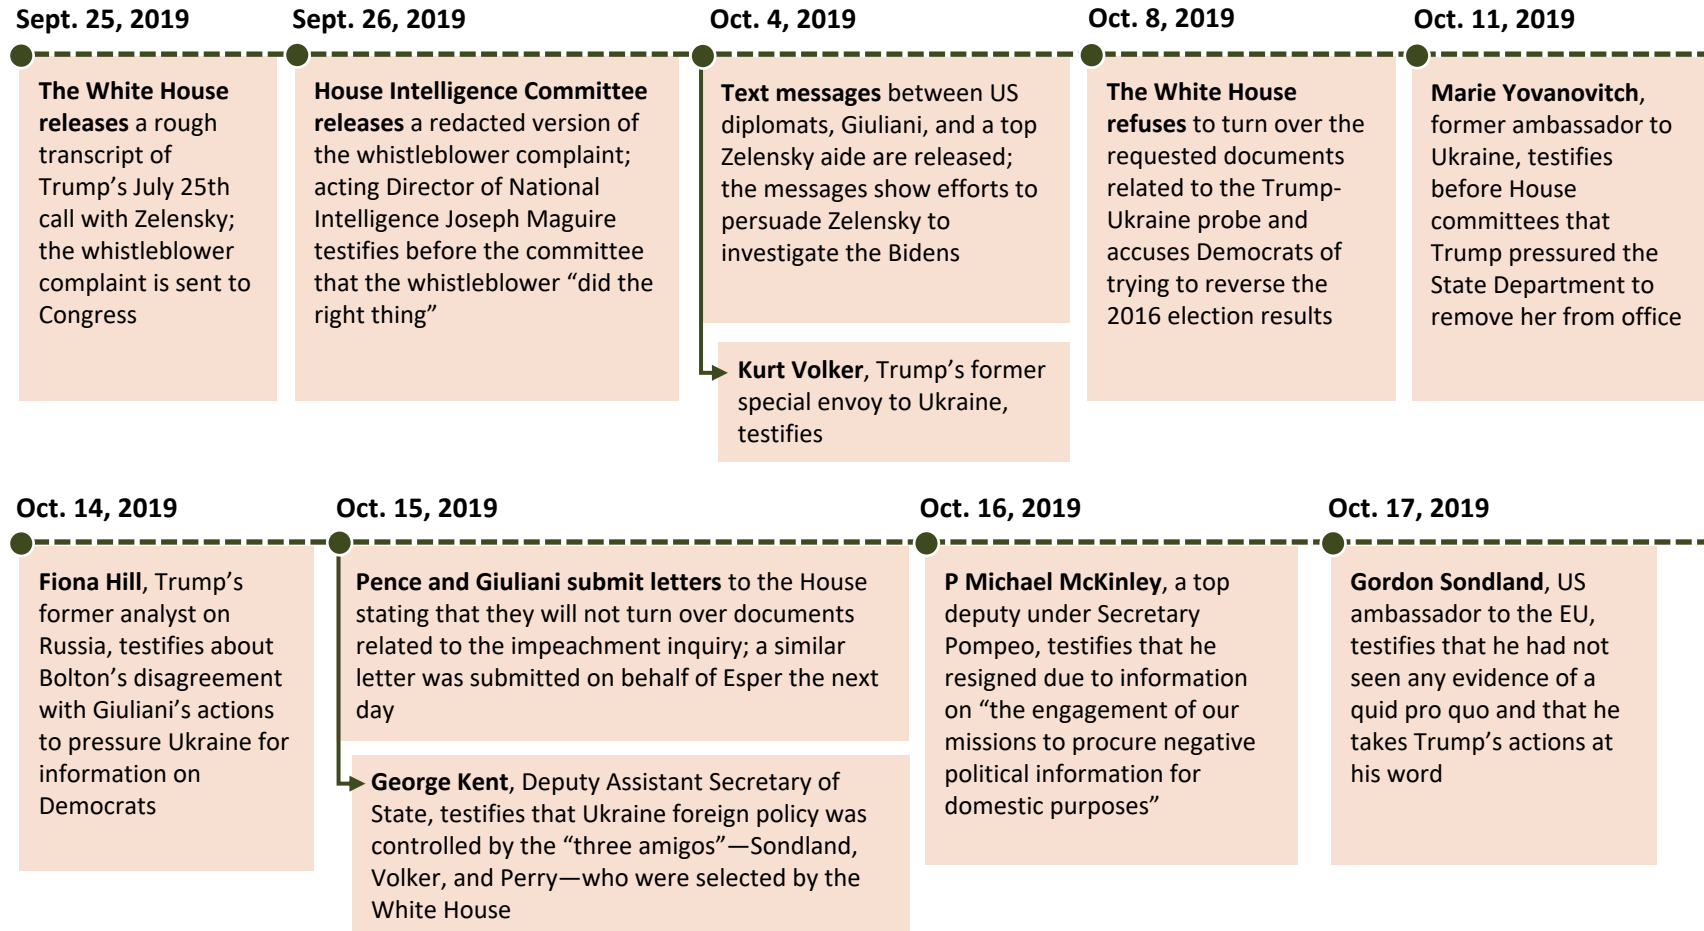 Sept. 25, 2019
The White House
releases a rough
transcript of
Trump’s July 25th
call with Zelensky;
the whistleblower
complaint is sent to
Congress
Sept. 26, 2019
House Intelligence Committee
releases a redacted version of
the whistleblower complaint;
acting Director of National
Intelligence Joseph Maguire
testifies before the committee
that the whistleblower “did the
right thing”
Oct. 4, 2019
Text messages between US
diplomats, Giuliani, and a top
Zelensky aide are released;
the messages show efforts to
persuade Zelensky to
investigate the Bidens
Kurt Volker, Trump’s former
special envoy to Ukraine,
testifies
Oct. 8, 2019
The White House
refuses to turn over the
requested documents
related to the Trump-
Ukraine probe and
accuses Democrats of
trying to reverse the
2016 election results
Oct. 11, 2019
Marie Yovanovitch,
former ambassador to
Ukraine, testifies
before House
committees that
Trump pressured the
State Department to
remove her from office
Oct. 14, 2019
Fiona Hill, Trump’s
former analyst on
Russia, testifies about
Bolton’s disagreement
with Giuliani’s actions
to pressure Ukraine for
information on
Democrats
Oct. 15, 2019
Pence and Giuliani submit letters to the House
stating that they will not turn over documents
related to the impeachment inquiry; a similar
letter was submitted on behalf of Esper the next
day
George Kent, Deputy Assistant Secretary of
State, testifies that Ukraine foreign policy was
controlled by the “three amigos”—Sondland,
Volker, and Perry—who were selected by the
White House
Oct. 16, 2019
P Michael McKinley, a top
deputy under Secretary
Pompeo, testifies that he
resigned due to information
on “the engagement of our
missions to procure negative
political information for
domestic purposes”
Oct. 17, 2019
Gordon Sondland, US
ambassador to the EU,
testifies that he had not
seen any evidence of a
quid pro quo and that he
takes Trump’s actions at
his word